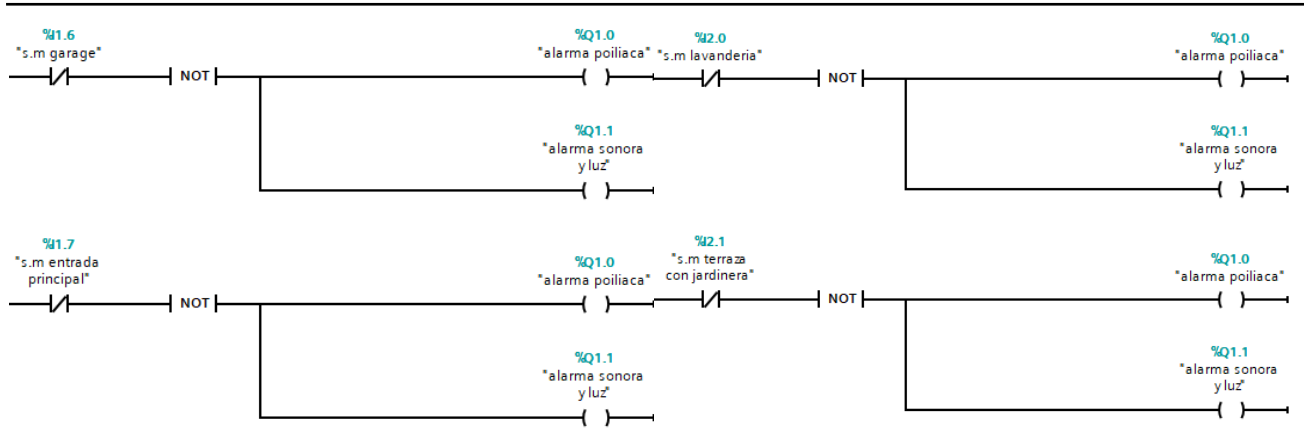 %I1.6
"s.m garage"
NOT
%Q1.0
"alarma poiliaca"
%Q1.1
"alarma sonora
y luz"
%I2.0
"s.m lavanderia"
NOT
%Q1.0
"alarma poiliaca"
%Q1.1
"alarma sonora
y luz"
%I1.7
"s.m entrada
principal"
NOT
%Q1.0
"alarma poiliaca"
%Q1.1
"alarma sonora
y luz"
%I2.1
"s.m terraza
con jardinera"
NOT
%Q1.0
"alarma poiliaca"
%Q1.1
"alarma sonora
y luz"